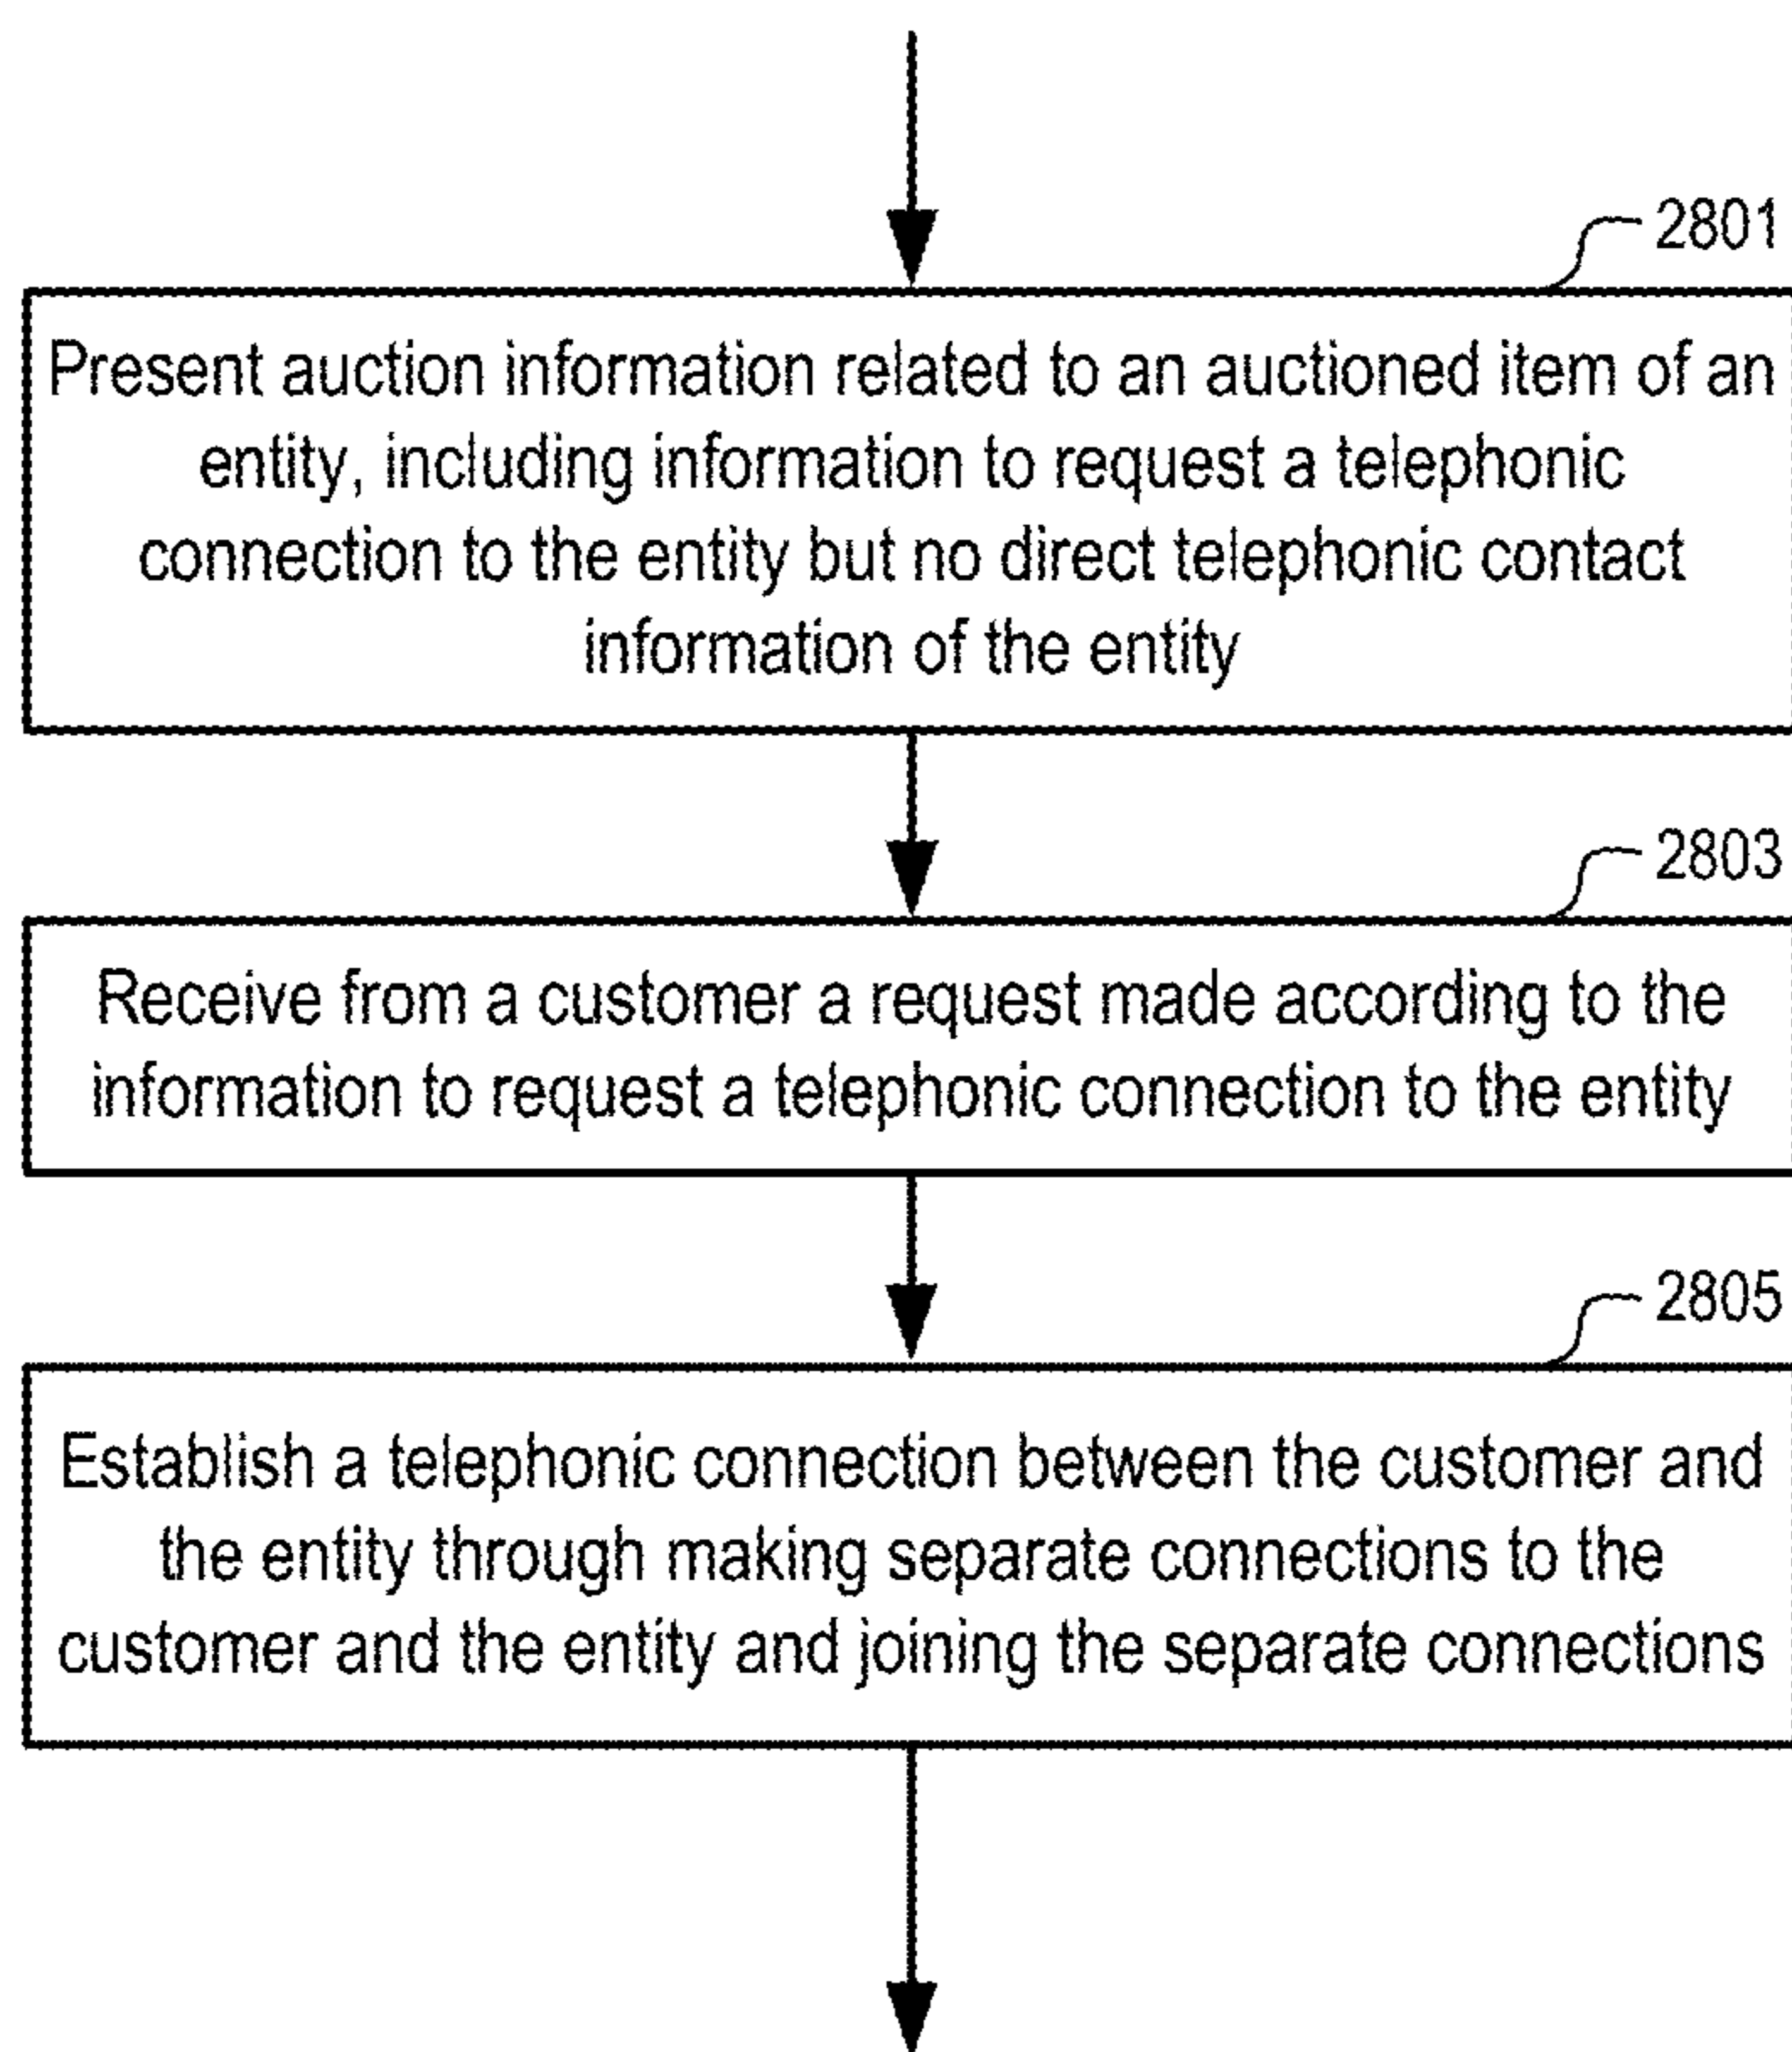 2801
Present auction information related to an auctioned item of an
entity, including information to request a telephonic
connection to the entity but no direct telephonic contact
information of the entity
2803
Receive from a customer a request made according to the
information to request a telephonic connection to the entity
2805
Establish a telephonic connection between the customer and
the entity through making separate connections to the
customer and the entity and joining the separate connections